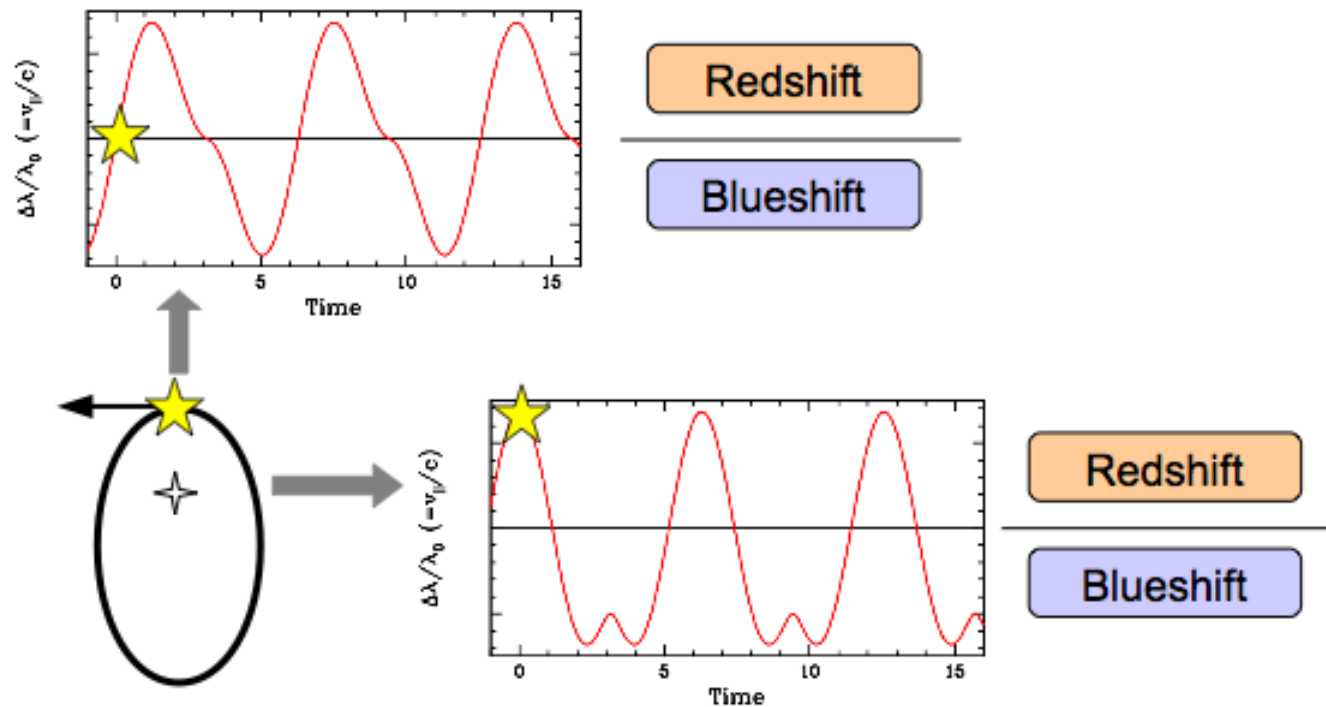 Δλ/λ₀ (=v∥/c)
0 5 10 15
Time
Redshift
Blueshift
Δλ/λ₀ (=v∥/c)
0 5 10 15
Time
Redshift
Blueshift